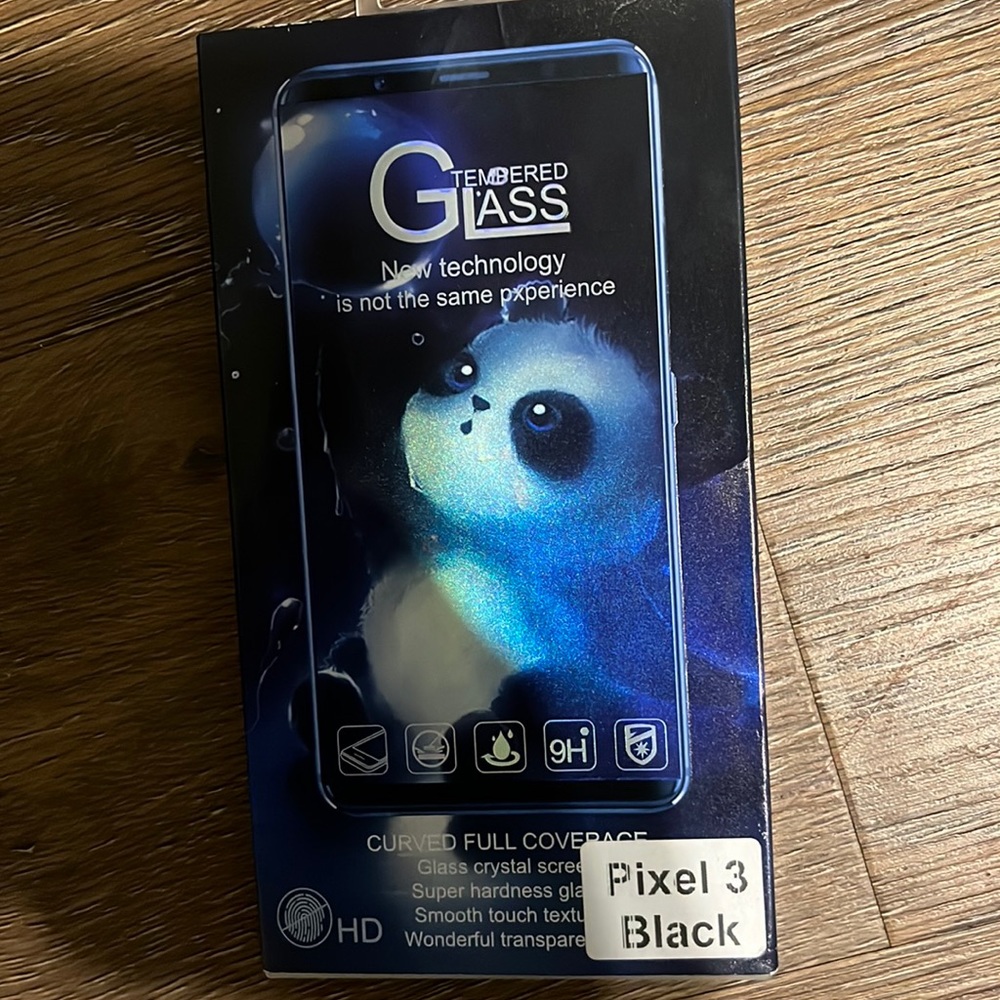 TEMPERED
GLASS
New technology
is not the same pxperience
9H
CURVED FULL COVERAGE
Glass crystal scree
Super hardness gla
Smooth touch textu
Wonderful transpare
HD
Pixel 3
Black